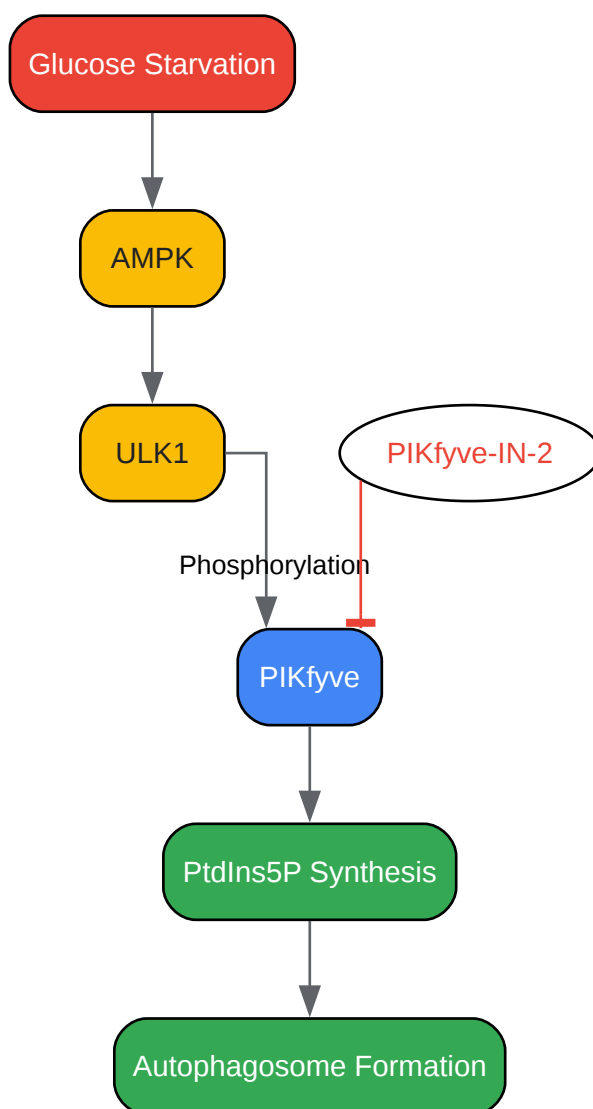 Glucose Starvation
AMPK
ULK1
PIKfyve-IN-2
Phosphorylation
PIKfyve
PtdIns5P Synthesis
Autophagosome Formation